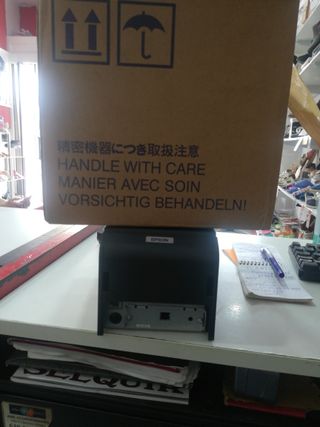 精密機器につき取扱注意
HANDLE WITH CARE
MANIER AVEC SOIN
VORSICHTIG BEHANDELN!
EPSON